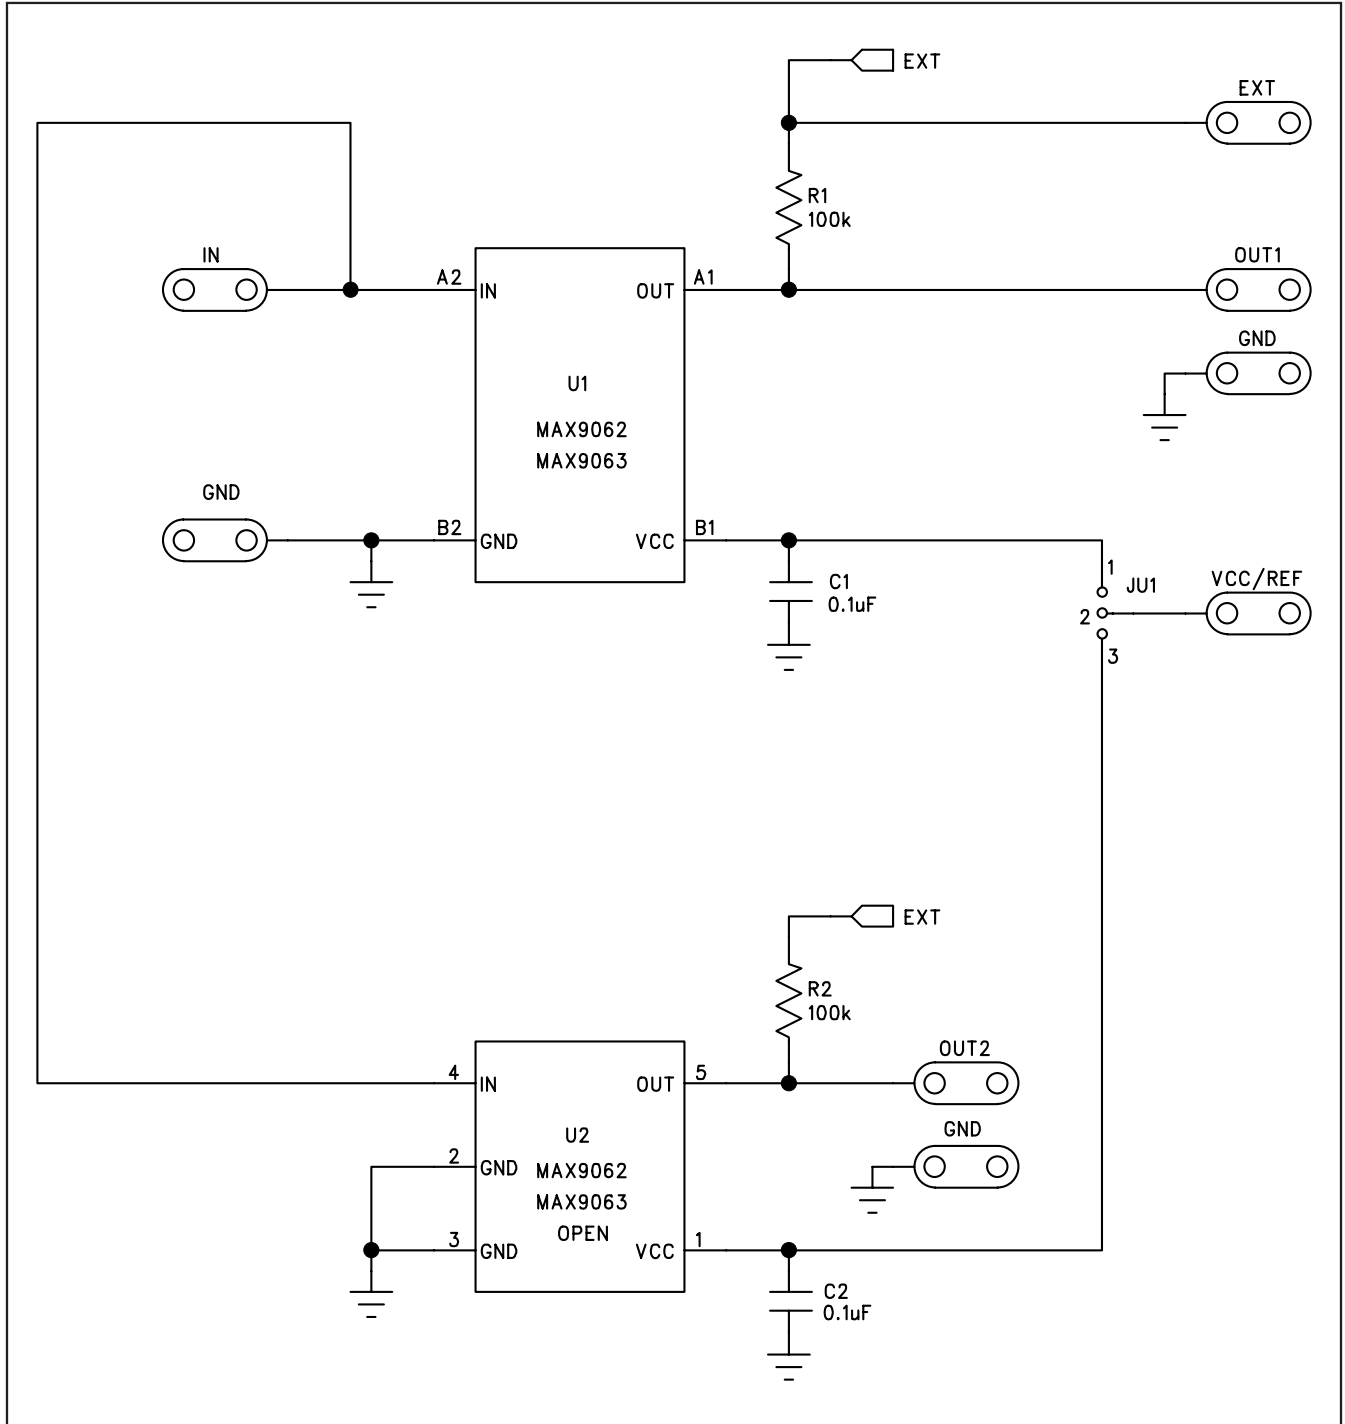 EXT
EXT
R1
100k
IN
OUT1
A2
IN
OUT
A1
GND
U1
MAX9062
MAX9063
GND
B2
GND
VCC
B1
1
JU1
VCC/REF
C1
0.1uF
2
3
EXT
R2
100k
OUT2
4
IN
OUT
5
GND
U2
2
GND
MAX9062
MAX9063
OPEN
3
GND
VCC
1
C2
0.1uF